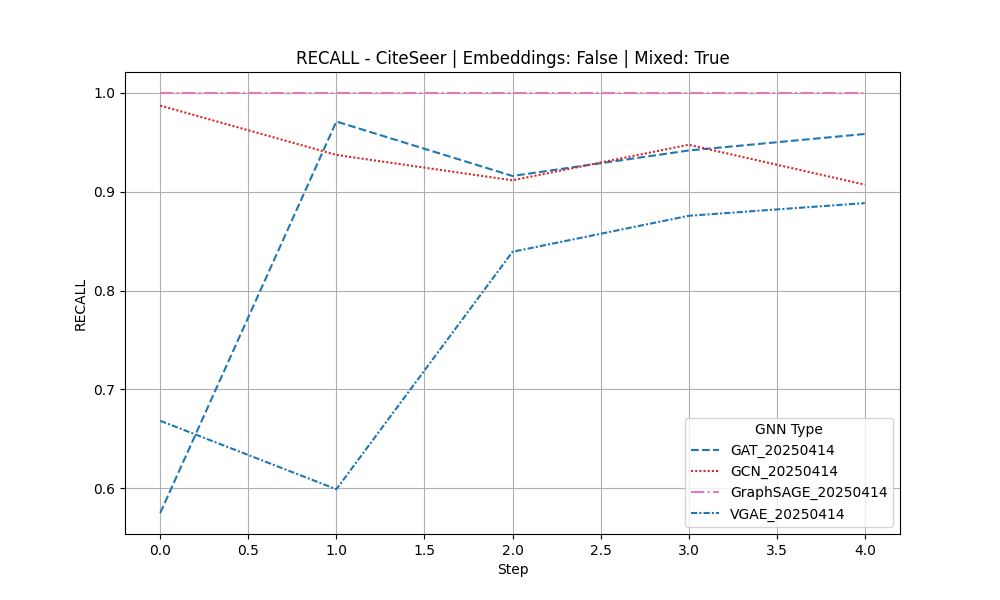 RECALL - CiteSeer | Embeddings: False | Mixed: True
RECALL
1.0
0.9
0.8
0.7
0.6
GNN Type
GAT_20250414
GCN_20250414
GraphSAGE_20250414
VGAE_20250414
0.0 0.5 1.0 1.5 2.0 2.5 3.0 3.5 4.0
Step